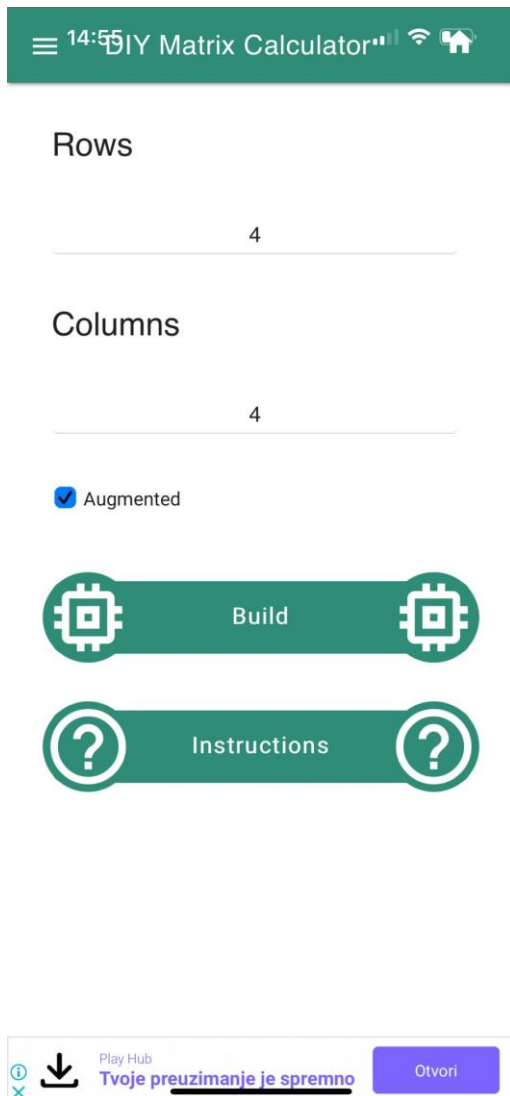 14:55
DIY Matrix Calculator
Rows
4
Columns
4
Augmented
Build
Instructions
Play Hub
Tvoje preuzimanje je spremno
Otvori